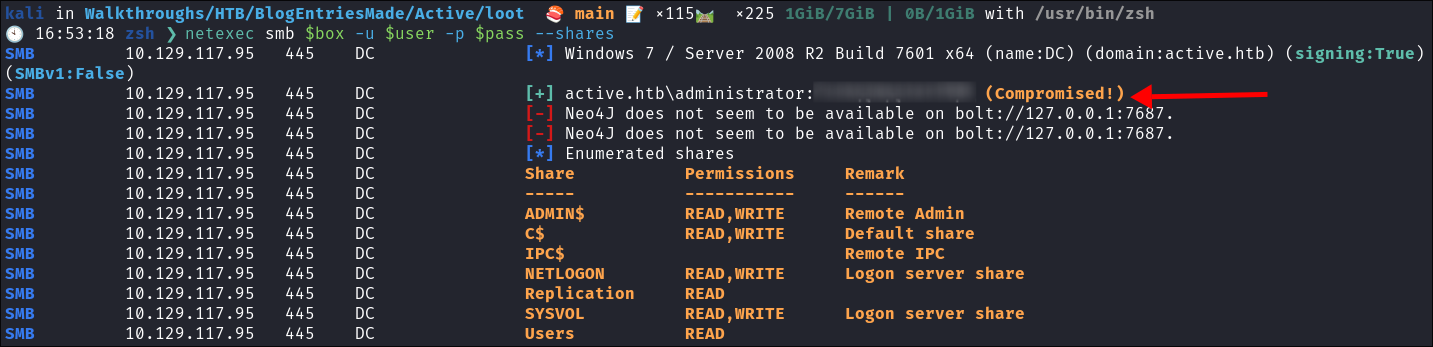 kali in Walkthroughs/HTB/BlogEntriesMade/Active/loot 🍣 main 📝 ×115🛤️ ×225 1GiB/7GiB | 0B/1GiB with /usr/bin/zsh
🕙 16:53:18 zsh ❯ netexec smb $box -u $user -p $pass --shares
SMB 10.129.117.95 445 DC [*] Windows 7 / Server 2008 R2 Build 7601 x64 (name:DC) (domain:active.htb) (signing:True)
(SMBv1:False)
SMB 10.129.117.95 445 DC [+] active.htb\administrator: (Compromised!)
SMB 10.129.117.95 445 DC [-] Neo4J does not seem to be available on bolt://127.0.0.1:7687.
SMB 10.129.117.95 445 DC [-] Neo4J does not seem to be available on bolt://127.0.0.1:7687.
SMB 10.129.117.95 445 DC [*] Enumerated shares
SMB 10.129.117.95 445 DC Share Permissions Remark
SMB 10.129.117.95 445 DC ----- ----------- ------
SMB 10.129.117.95 445 DC ADMIN$ READ,WRITE Remote Admin
SMB 10.129.117.95 445 DC C$ READ,WRITE Default share
SMB 10.129.117.95 445 DC IPC$ Remote IPC
SMB 10.129.117.95 445 DC NETLOGON READ,WRITE Logon server share
SMB 10.129.117.95 445 DC Replication READ
SMB 10.129.117.95 445 DC SYSVOL READ,WRITE Logon server share
SMB 10.129.117.95 445 DC Users READ